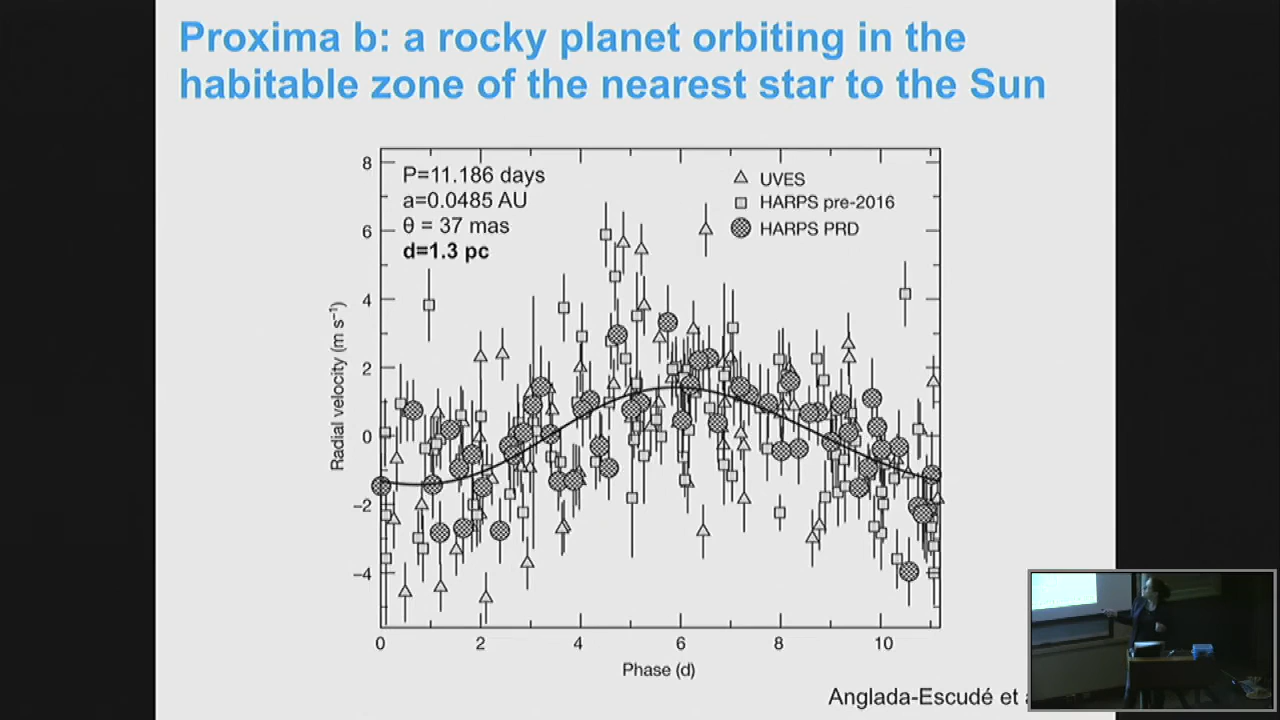 Proxima b: a rocky planet orbiting in the
habitable zone of the nearest star to the Sun
P=11.186 days
a=0.0485 AU
θ = 37 mas
d=1.3 pc
UVES
HARPS pre-2016
HARPS PRD
8
6
4
2
0
−2
−4
Radial velocity (m s⁻¹)
0 2 4 6 8 10
Phase (d)
Anglada-Escudé et